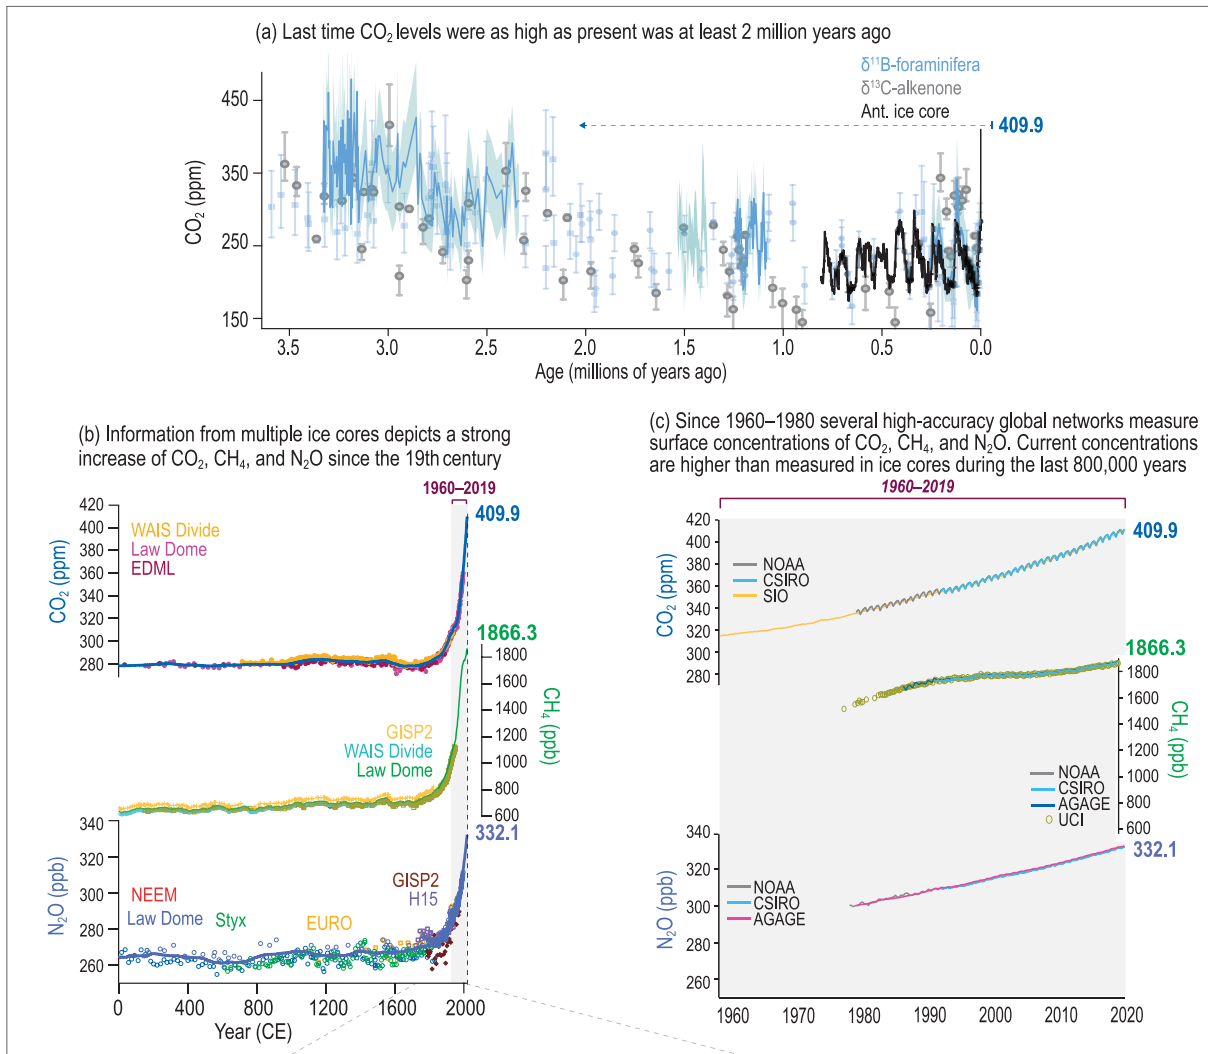 (a) Last time CO₂ levels were as high as present was at least 2 million years ago
δ¹¹B-foraminifera
δ¹³C-alkenone
Ant. ice core
409.9
CO₂ (ppm)
450
350
250
150
3.5 3.0 2.5 2.0 1.5 1.0 0.5 0.0
Age (millions of years ago)
(b) Information from multiple ice cores depicts a strong
increase of CO₂, CH₄, and N₂O since the 19th century
1960–2019
CO₂ (ppm)
420
400
380
360
340
320
300
280
WAIS Divide
Law Dome
EDML
409.9
1866.3
CH₄ (ppb)
1800
1600
1400
1200
1000
800
600
GISP2
WAIS Divide
Law Dome
N₂O (ppb)
340
320
300
280
260
332.1
NEEM
Law Dome
Styx
EURO
GISP2
H15
0 400 800 1200 1600 2000
Year (CE)
(c) Since 1960–1980 several high-accuracy global networks measure
surface concentrations of CO₂, CH₄, and N₂O. Current concentrations
are higher than measured in ice cores during the last 800,000 years
1960–2019
CO₂ (ppm)
420
400
380
360
340
320
300
280
NOAA
CSIRO
SIO
409.9
1866.3
CH₄ (ppb)
1800
1600
1400
1200
1000
800
600
NOAA
CSIRO
AGAGE
UCI
N₂O (ppb)
340
320
300
280
260
332.1
NOAA
CSIRO
AGAGE
1960 1970 1980 1990 2000 2010 2020